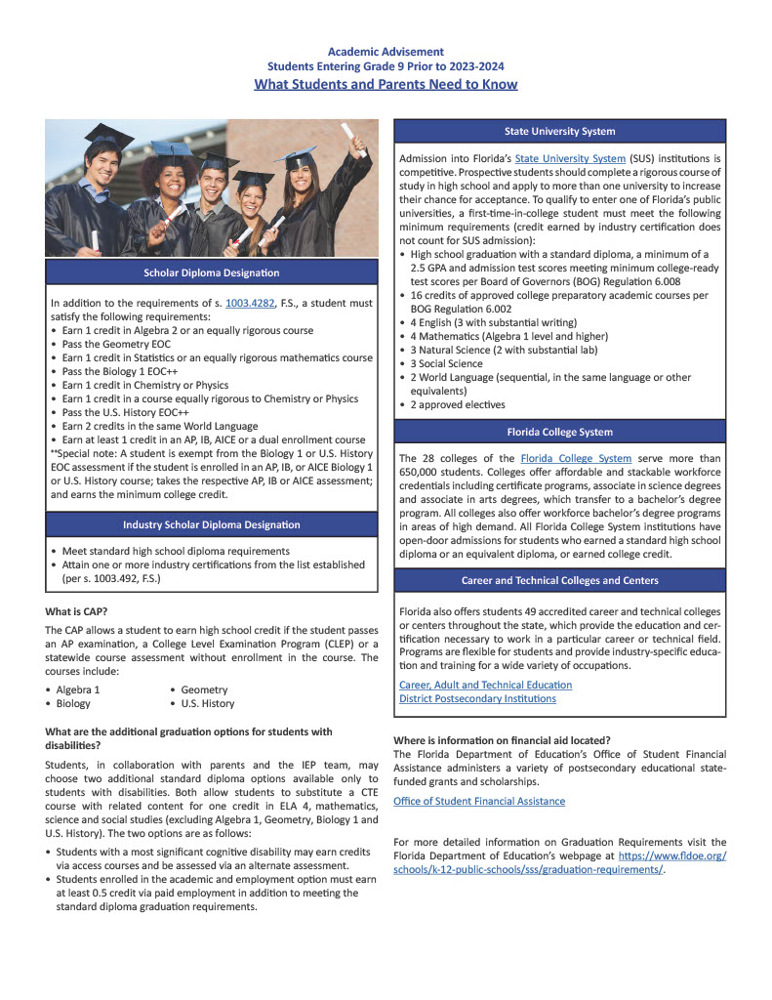 Academic Advisement
Students Entering Grade 9 Prior to 2023-2024
What Students and Parents Need to Know
Scholar Diploma Designation
In addition to the requirements of s. 1003.4282, F.S., a student must
satisfy the following requirements:
• Earn 1 credit in Algebra 2 or an equally rigorous course
• Pass the Geometry EOC
• Earn 1 credit in Statistics or an equally rigorous mathematics course
• Pass the Biology 1 EOC++
• Earn 1 credit in Chemistry or Physics
• Earn 1 credit in a course equally rigorous to Chemistry or Physics
• Pass the U.S. History EOC++
• Earn 2 credits in the same World Language
• Earn at least 1 credit in an AP, IB, AICE or a dual enrollment course
++Special note: A student is exempt from the Biology 1 or U.S. History
EOC assessment if the student is enrolled in an AP, IB, or AICE Biology 1
or U.S. History course; takes the respective AP, IB or AICE assessment;
and earns the minimum college credit.
Industry Scholar Diploma Designation
• Meet standard high school diploma requirements
• Attain one or more industry certifications from the list established
(per s. 1003.492, F.S.)
What is CAP?
The CAP allows a student to earn high school credit if the student passes
an AP examination, a College Level Examination Program (CLEP) or a
statewide course assessment without enrollment in the course. The
courses include:
• Algebra 1 • Geometry
• Biology • U.S. History
What are the additional graduation options for students with
disabilities?
Students, in collaboration with parents and the IEP team, may
choose two additional standard diploma options available only to
students with disabilities. Both allow students to substitute a CTE
course with related content for one credit in ELA 4, mathematics,
science and social studies (excluding Algebra 1, Geometry, Biology 1 and
U.S. History). The two options are as follows:
• Students with a most significant cognitive disability may earn credits
via access courses and be assessed via an alternate assessment.
• Students enrolled in the academic and employment option must earn
at least 0.5 credit via paid employment in addition to meeting the
standard diploma graduation requirements.
State University System
Admission into Florida's State University System (SUS) institutions is
competitive. Prospective students should complete a rigorous course of
study in high school and apply to more than one university to increase
their chance for acceptance. To qualify to enter one of Florida's public
universities, a first-time-in-college student must meet the following
minimum requirements (credit earned by industry certification does
not count for SUS admission):
• High school graduation with a standard diploma, a minimum of a
2.5 GPA and admission test scores meeting minimum college-ready
test scores per Board of Governors (BOG) Regulation 6.008
• 16 credits of approved college preparatory academic courses per
BOG Regulation 6.002
• 4 English (3 with substantial writing)
• 4 Mathematics (Algebra 1 level and higher)
• 3 Natural Science (2 with substantial lab)
• 3 Social Science
• 2 World Language (sequential, in the same language or other
equivalents)
• 2 approved electives
Florida College System
The 28 colleges of the Florida College System serve more than
650,000 students. Colleges offer affordable and stackable workforce
credentials including certificate programs, associate in science degrees
and associate in arts degrees, which transfer to a bachelor's degree
program. All colleges also offer workforce bachelor's degree programs
in areas of high demand. All Florida College System institutions have
open-door admissions for students who earned a standard high school
diploma or an equivalent diploma, or earned college credit.
Career and Technical Colleges and Centers
Florida also offers students 49 accredited career and technical colleges
or centers throughout the state, which provide the education and cer-
tification necessary to work in a particular career or technical field.
Programs are flexible for students and provide industry-specific educa-
tion and training for a wide variety of occupations.
Career, Adult and Technical Education
District Postsecondary Institutions
Where is information on financial aid located?
The Florida Department of Education's Office of Student Financial
Assistance administers a variety of postsecondary educational state-
funded grants and scholarships.
Office of Student Financial Assistance
For more detailed information on Graduation Requirements visit the
Florida Department of Education's webpage at https://www.fldoe.org/
schools/k-12-public-schools/sss/graduation-requirements/.